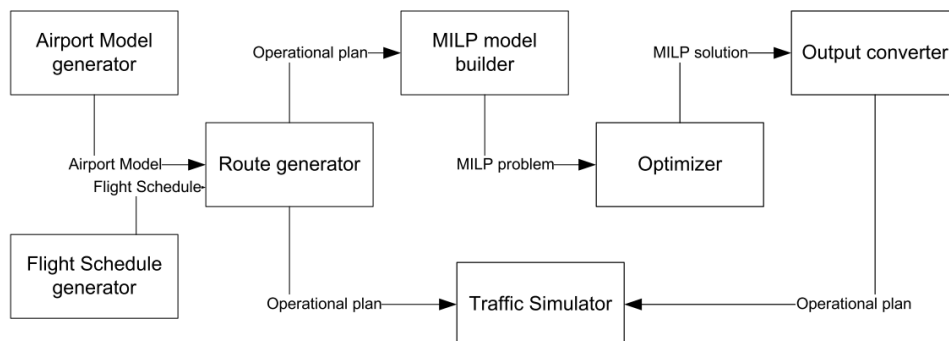 Airport Model
generator
Operational plan
MILP model
builder
MILP solution
Output converter
Airport Model
Flight Schedule
Route generator
MILP problem
Optimizer
Flight Schedule
generator
Operational plan
Traffic Simulator
Operational plan